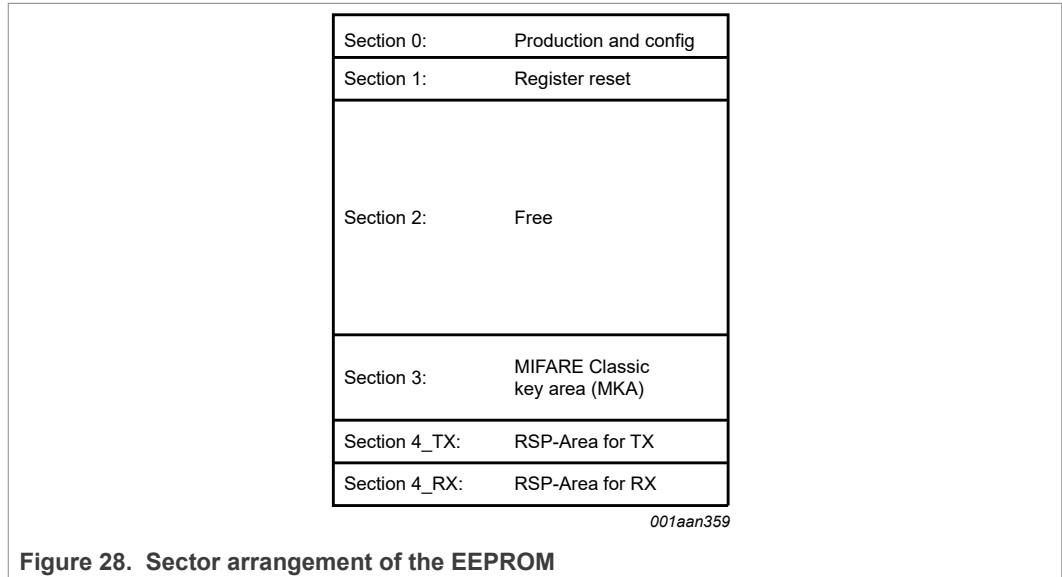 Section 0: Production and config
Section 1: Register reset
Section 2: Free
Section 3: MIFARE Classic
key area (MKA)
Section 4_TX: RSP-Area for TX
Section 4_RX: RSP-Area for RX
001aan359
Figure 28. Sector arrangement of the EEPROM